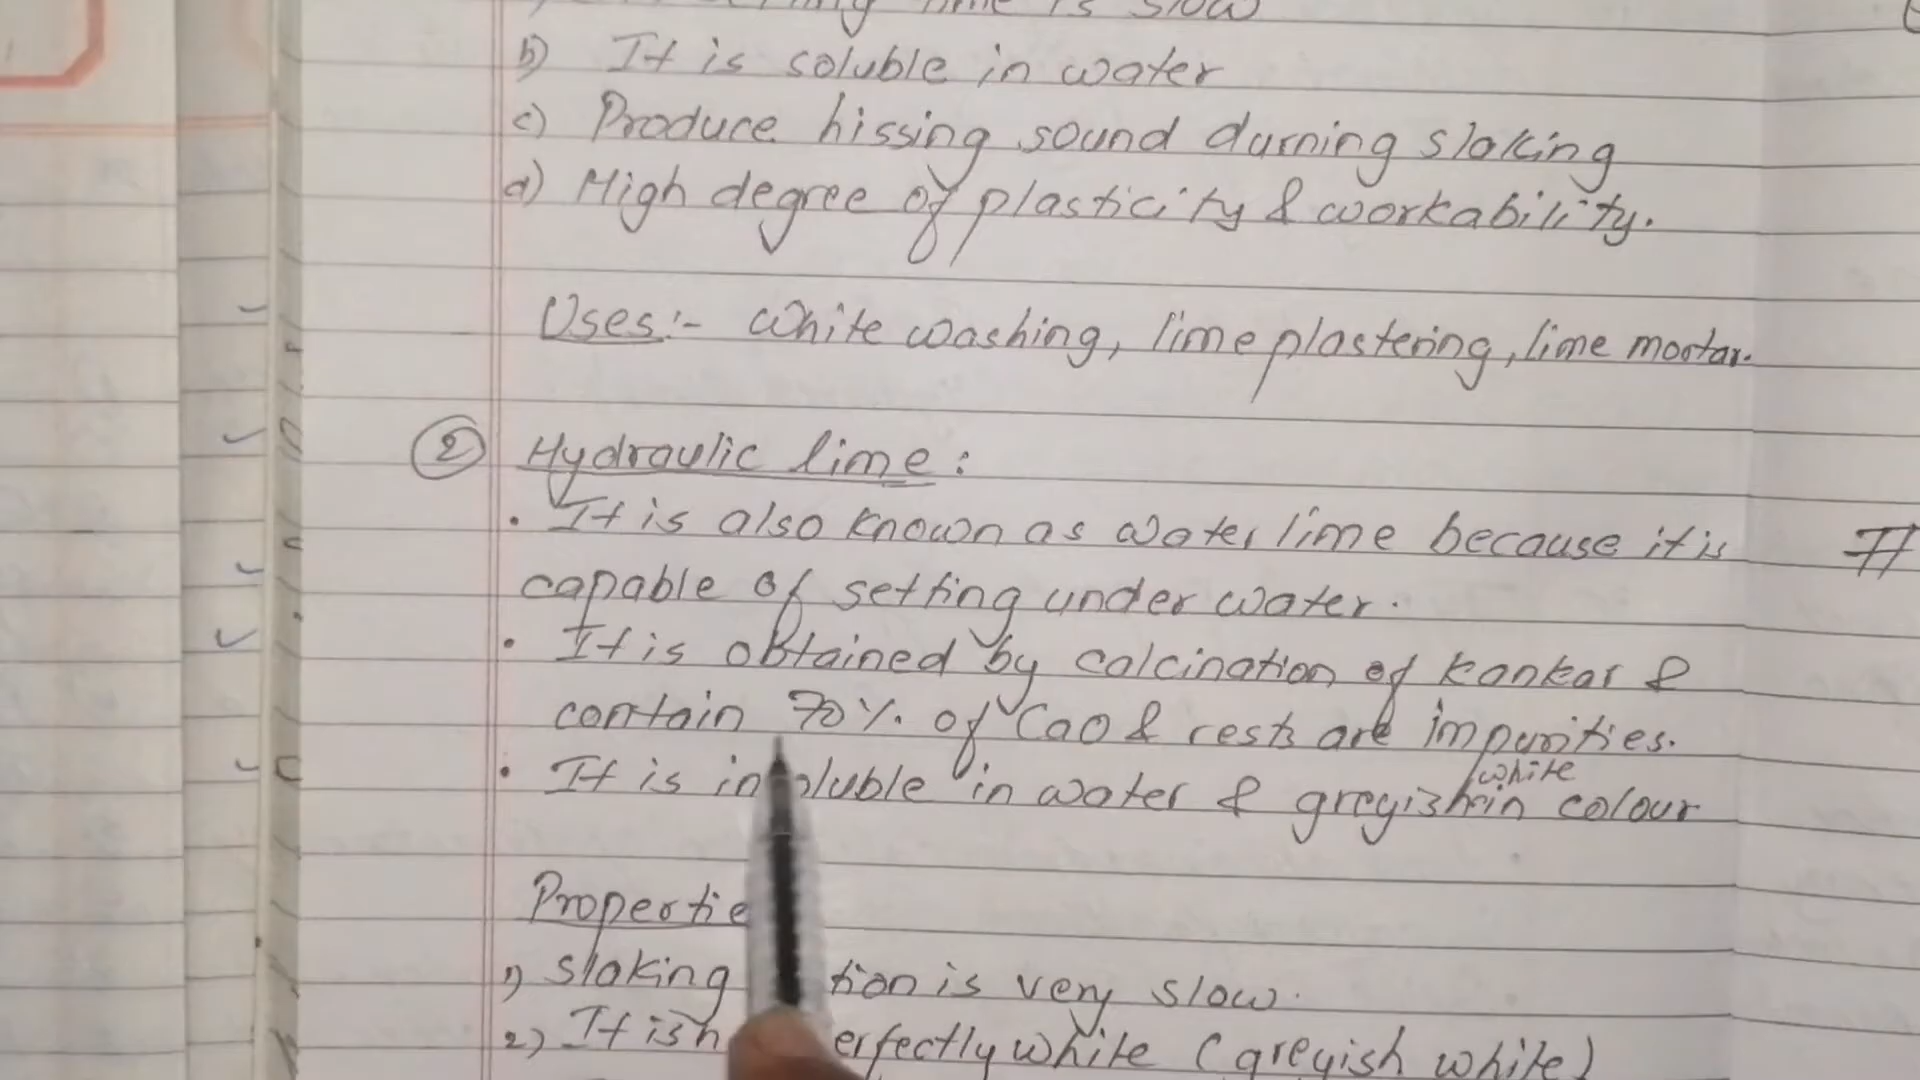 time is slow
b) It is soluble in water
c) Produce hissing sound durning slaking
d) High degree of plasticity & workability.
Uses:- White washing, lime plastering, lime mortar.
② Hydraulic lime:
• It is also known as water lime because it is
capable of setting under water.
• It is obtained by calcination of kankar &
contain 70% of CaO & rests are impurities.
• It is insoluble in water & greyish white in colour
Propertie
1) slaking tion is very slow.
2) It is n erfectly white (greyish white)